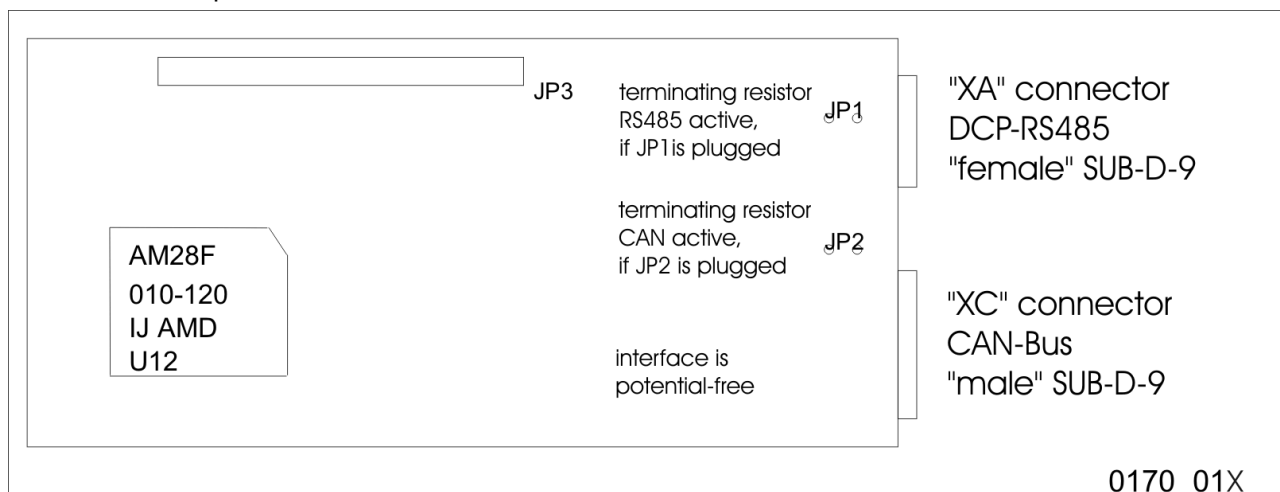 JP3
terminating resistor
RS485 active,
if JP1is plugged
JP1
"XA" connector
DCP-RS485
"female" SUB-D-9
terminating resistor
CAN active,
if JP2 is plugged
JP2
AM28F
010-120
IJ AMD
U12
interface is
potential-free
"XC" connector
CAN-Bus
"male" SUB-D-9
0170 01X